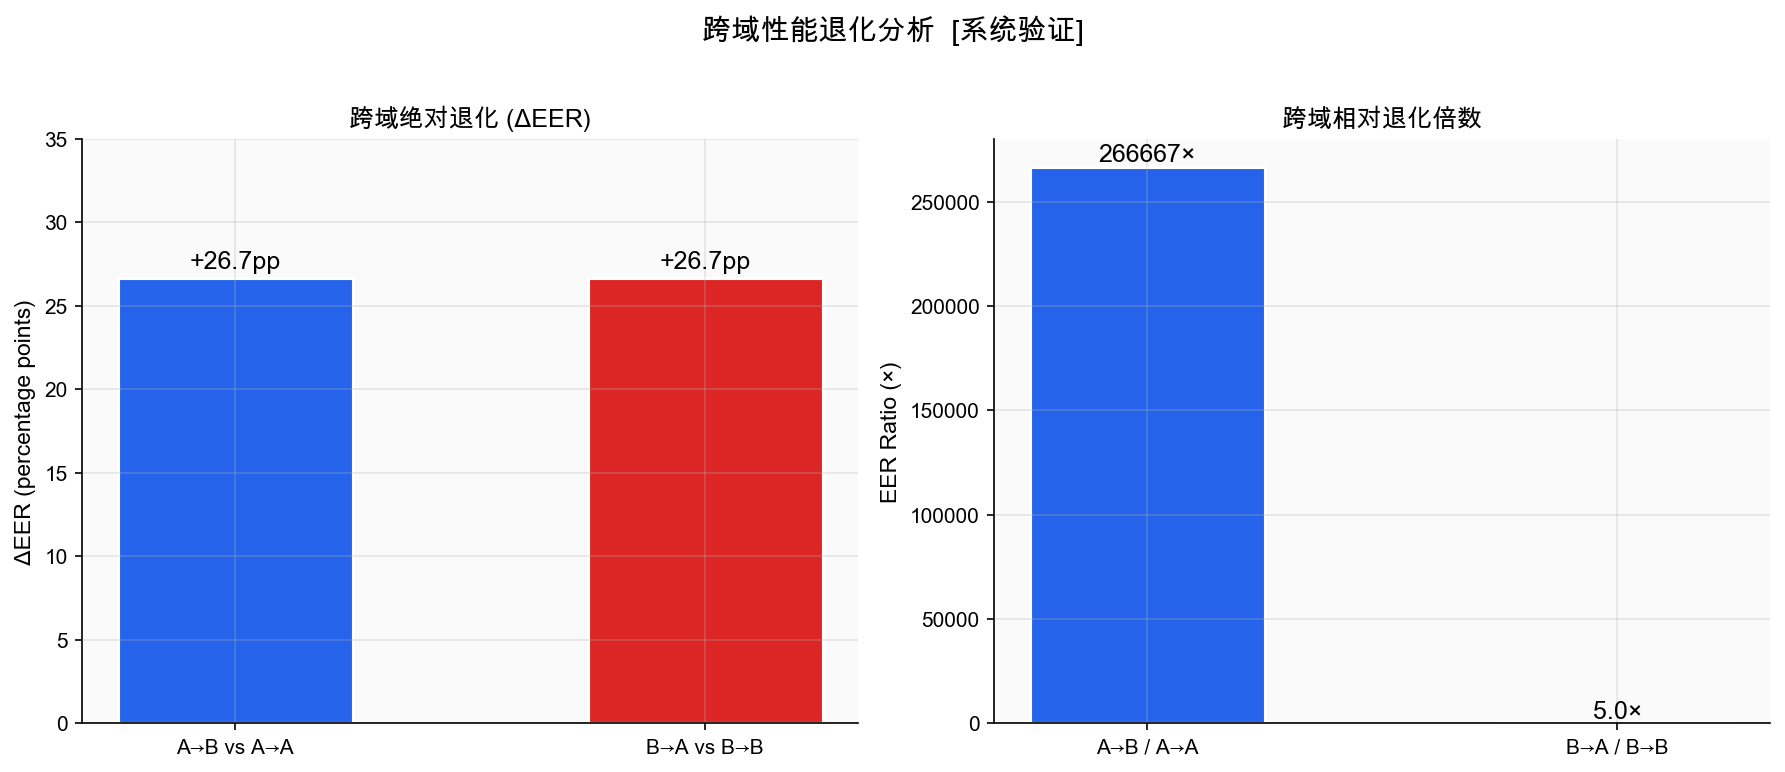 跨域性能退化分析 [系统验证]
跨域绝对退化 (ΔEER)
ΔEER (percentage points)
35
30
25
20
15
10
5
0
+26.7pp
+26.7pp
A→B vs A→A
B→A vs B→B
跨域相对退化倍数
EER Ratio (×)
250000
200000
150000
100000
50000
0
266667×
5.0×
A→B / A→A
B→A / B→B